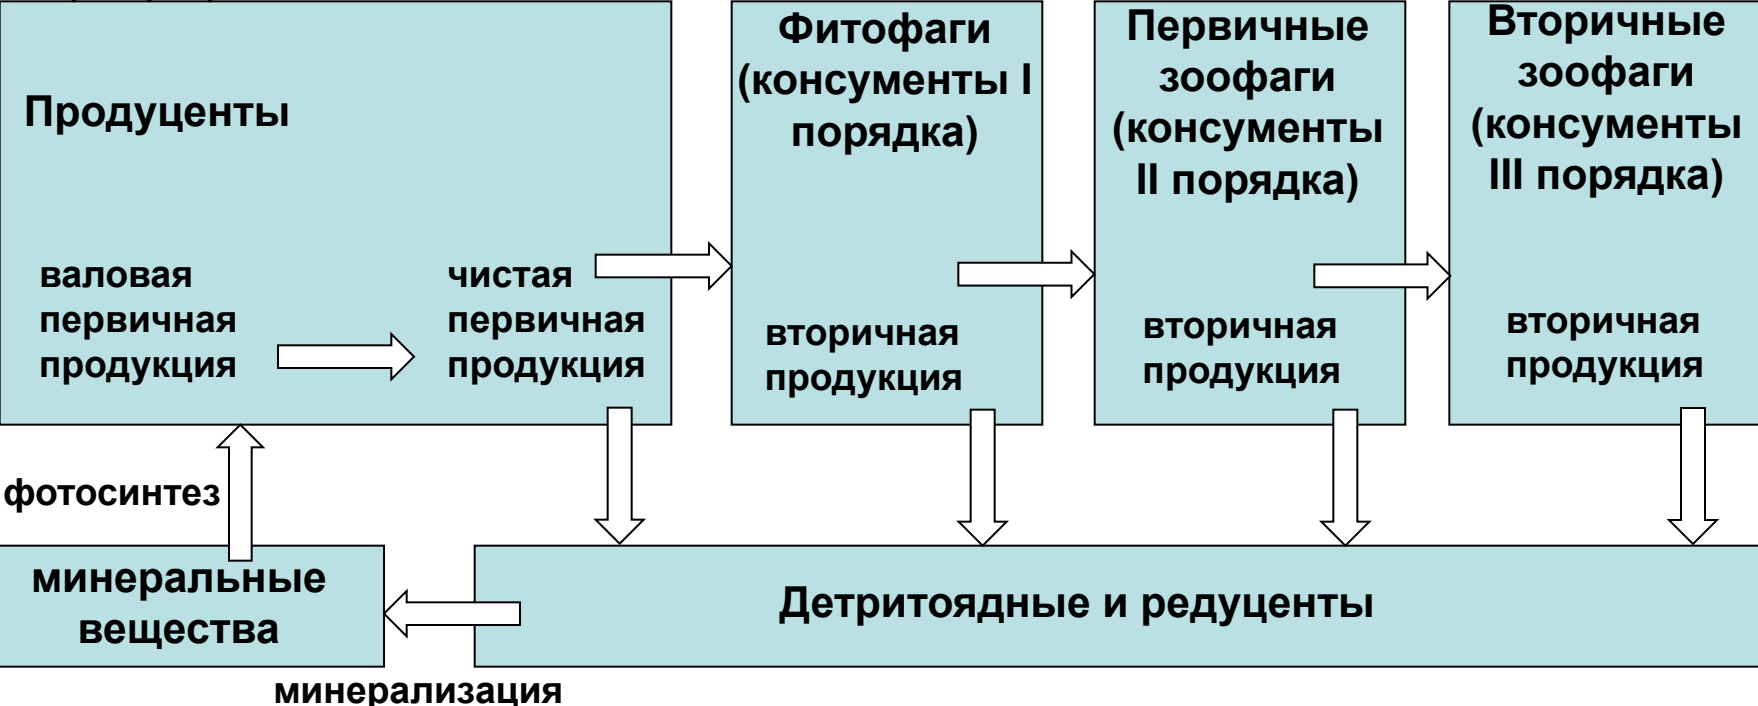 Продуценты
валовая
первичная
продукция
чистая
первичная
продукция
Фитофаги
(консументы I
порядка)
вторичная
продукция
Первичные
зоофаги
(консументы
II порядка)
вторичная
продукция
Вторичные
зоофаги
(консументы
III порядка)
вторичная
продукция
фотосинтез
минеральные
вещества
Детритоядные и редуценты
минерализация